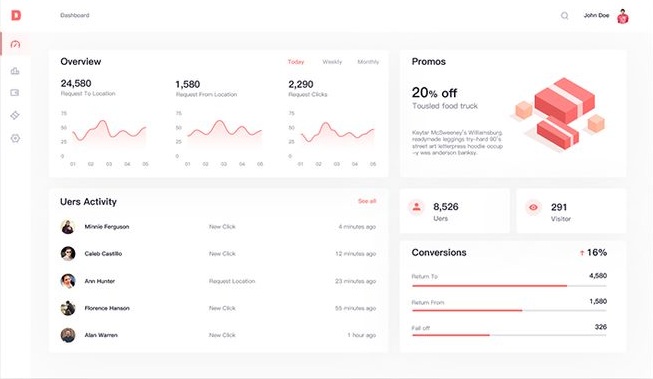 D
Dashboard
John Doe
Overview
Today
Weekly
Monthly
24,580
Request To Location
1,580
Request From Location
2,290
Request Clicks
75
50
25
0
01 02 03 04 05
75
50
25
0
01 02 03 04 05
75
50
25
0
01 02 03 04 05
Promos
20% off
Tousled food truck
Kaytar McSweeney's Williamsburg
readymade leggings try-hard 90's
street art letterpress hoodie occup
-y wes anderson banksy.
Uers Activity
See all
Minnie Ferguson New Click 4 minutes ago
Caleb Castillo New Click 12 minutes ago
Ann Hunter Request Location 23 minutes ago
Florence Hanson New Click 55 minutes ago
Alan Warren New Click 1 hour ago
8,526
Uers
291
Visitor
Conversions
↑ 16%
Return To 4,580
Return From 1,580
Fall off 326